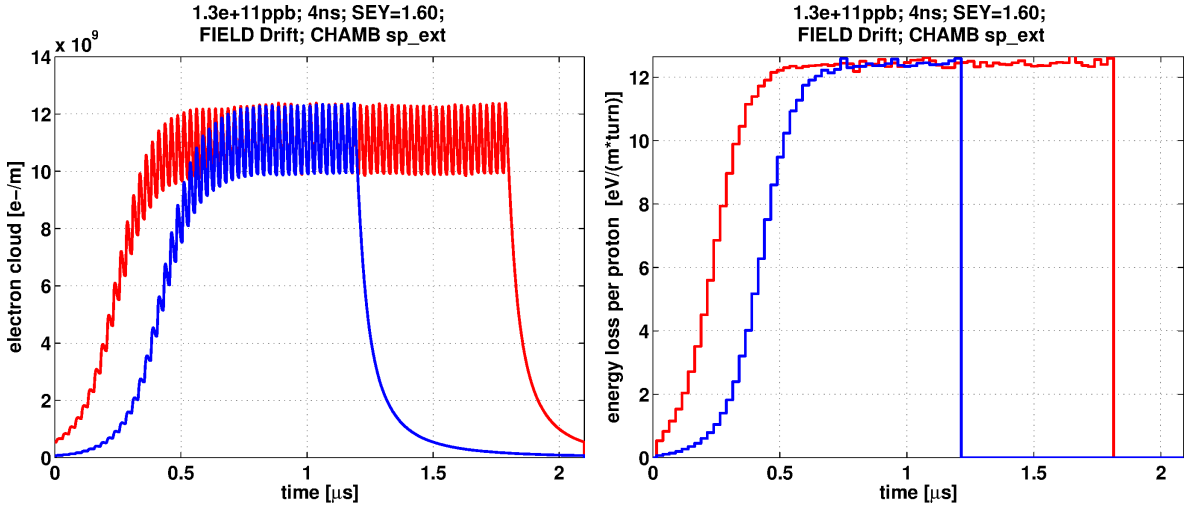 1.3e+11ppb; 4ns; SEY=1.60;
FIELD Drift; CHAMB sp_ext
x 10⁹
14
12
10
8
6
4
2
0
electron cloud [e–/m]
0
0.5
1
1.5
2
time [μs]
1.3e+11ppb; 4ns; SEY=1.60;
FIELD Drift; CHAMB sp_ext
12
10
8
6
4
2
0
energy loss per proton [eV/(m*turn)]
0
0.5
1
1.5
2
time [μs]